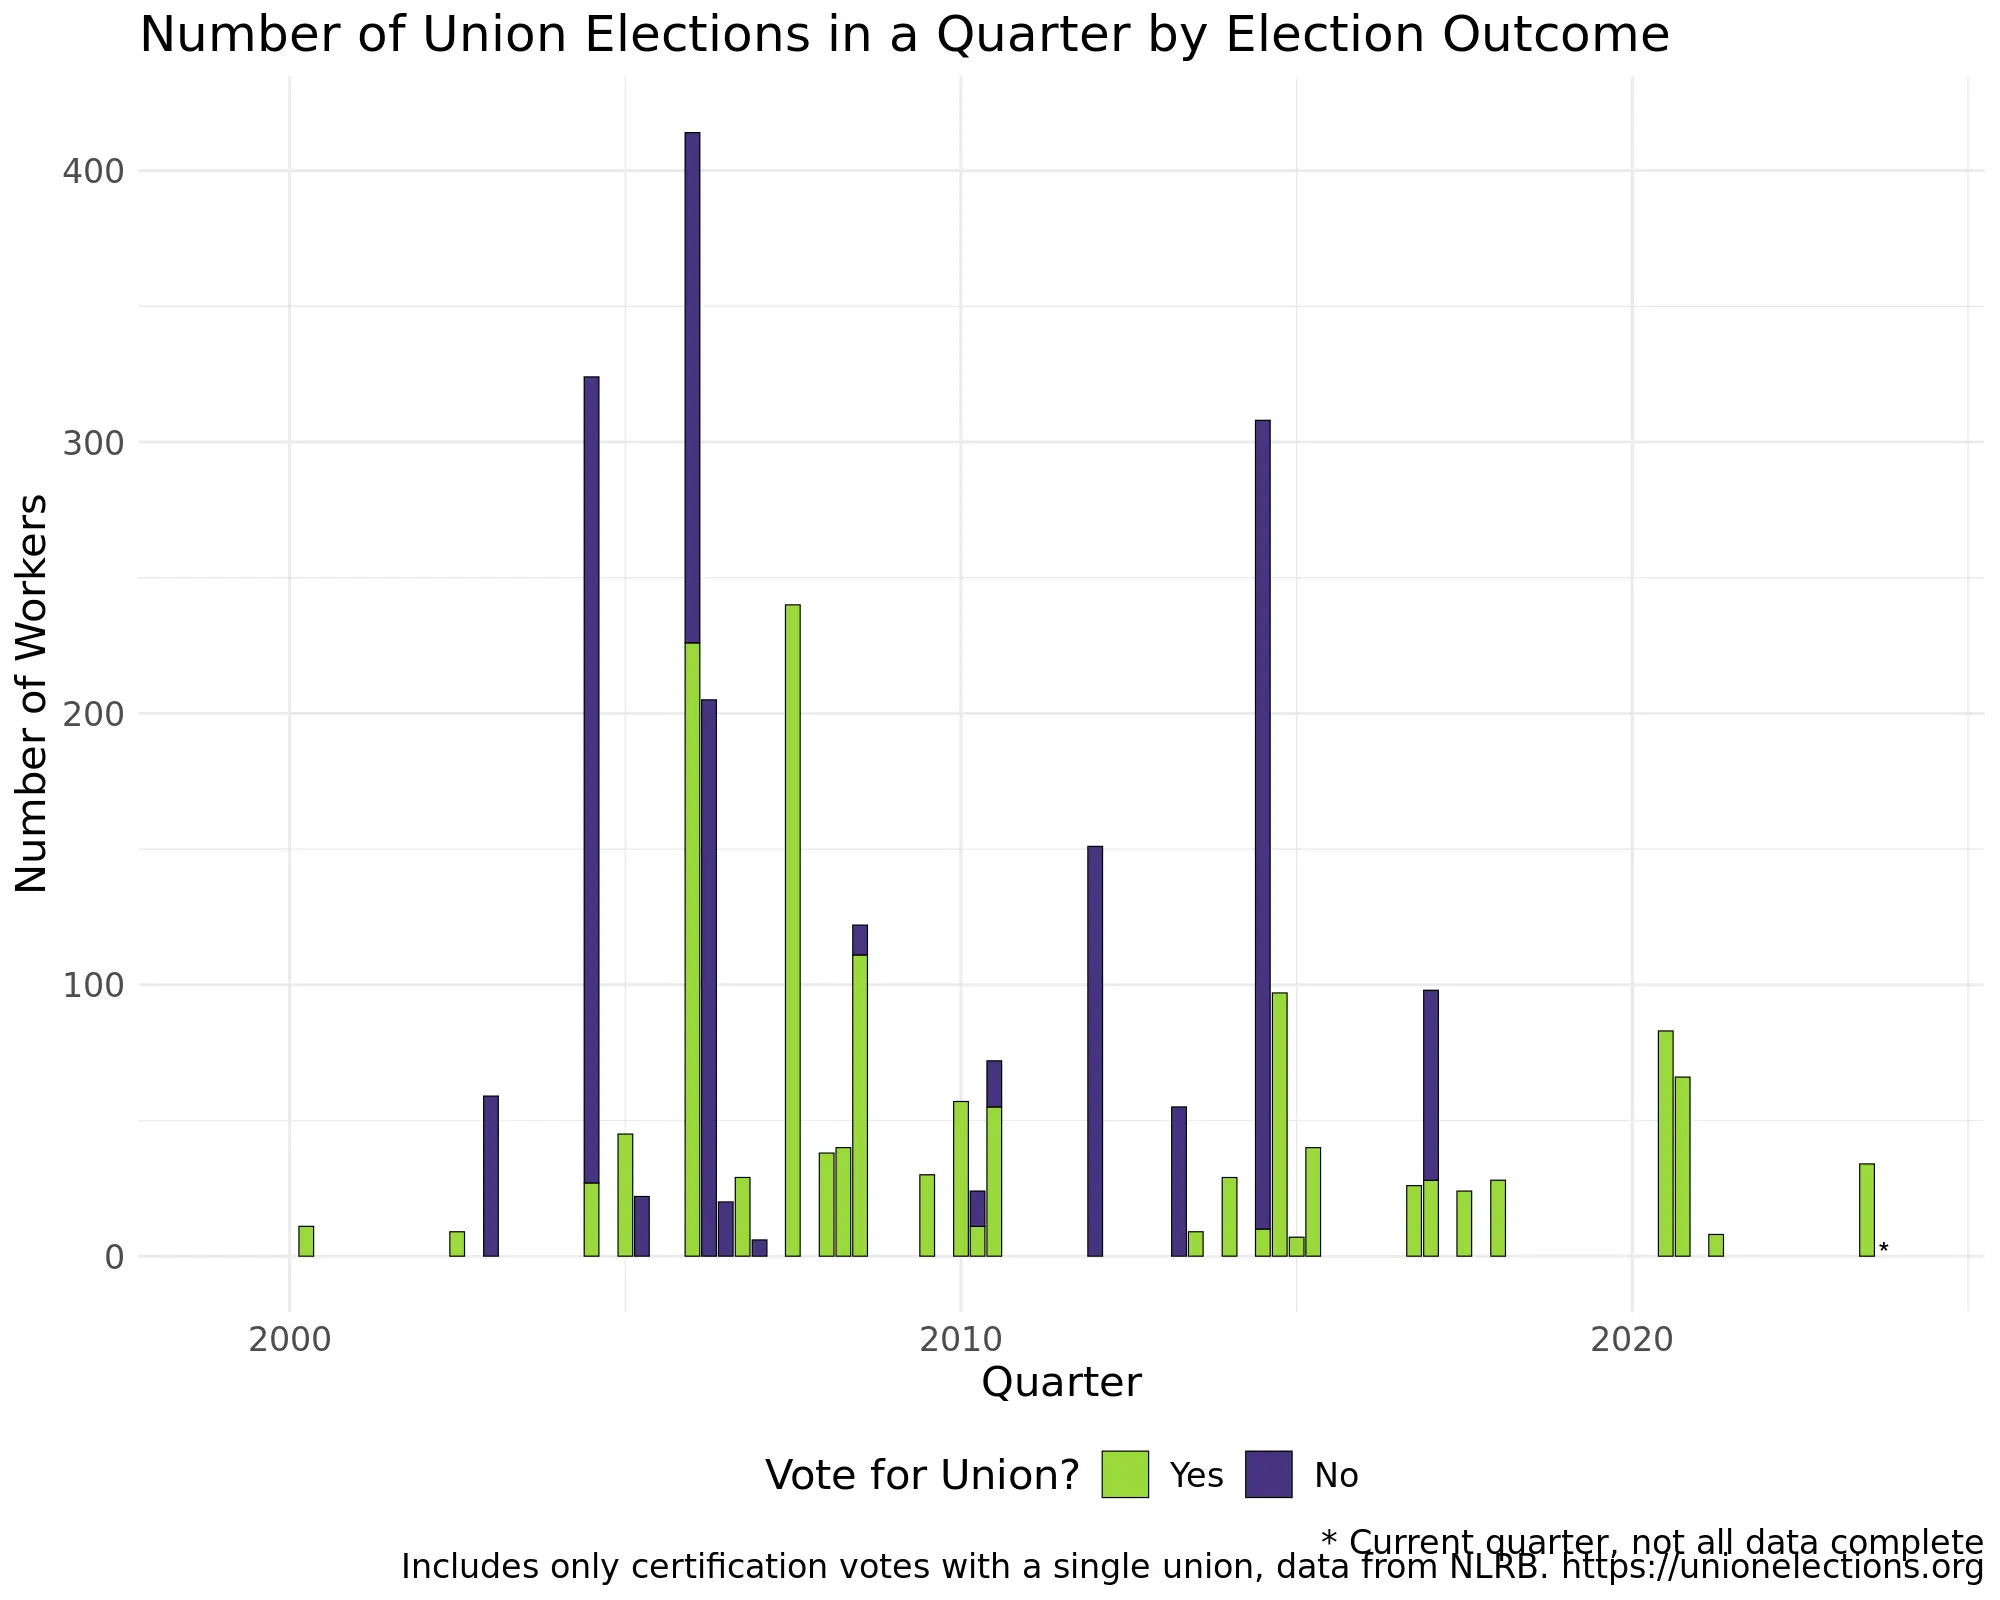 Number of Union Elections in a Quarter by Election Outcome
Number of Workers
400
300
200
100
0
*
2000 2010 2020
Quarter
Vote for Union? Yes No
* Current quarter, not all data complete
Includes only certification votes with a single union, data from NLRB. https://unionelections.org